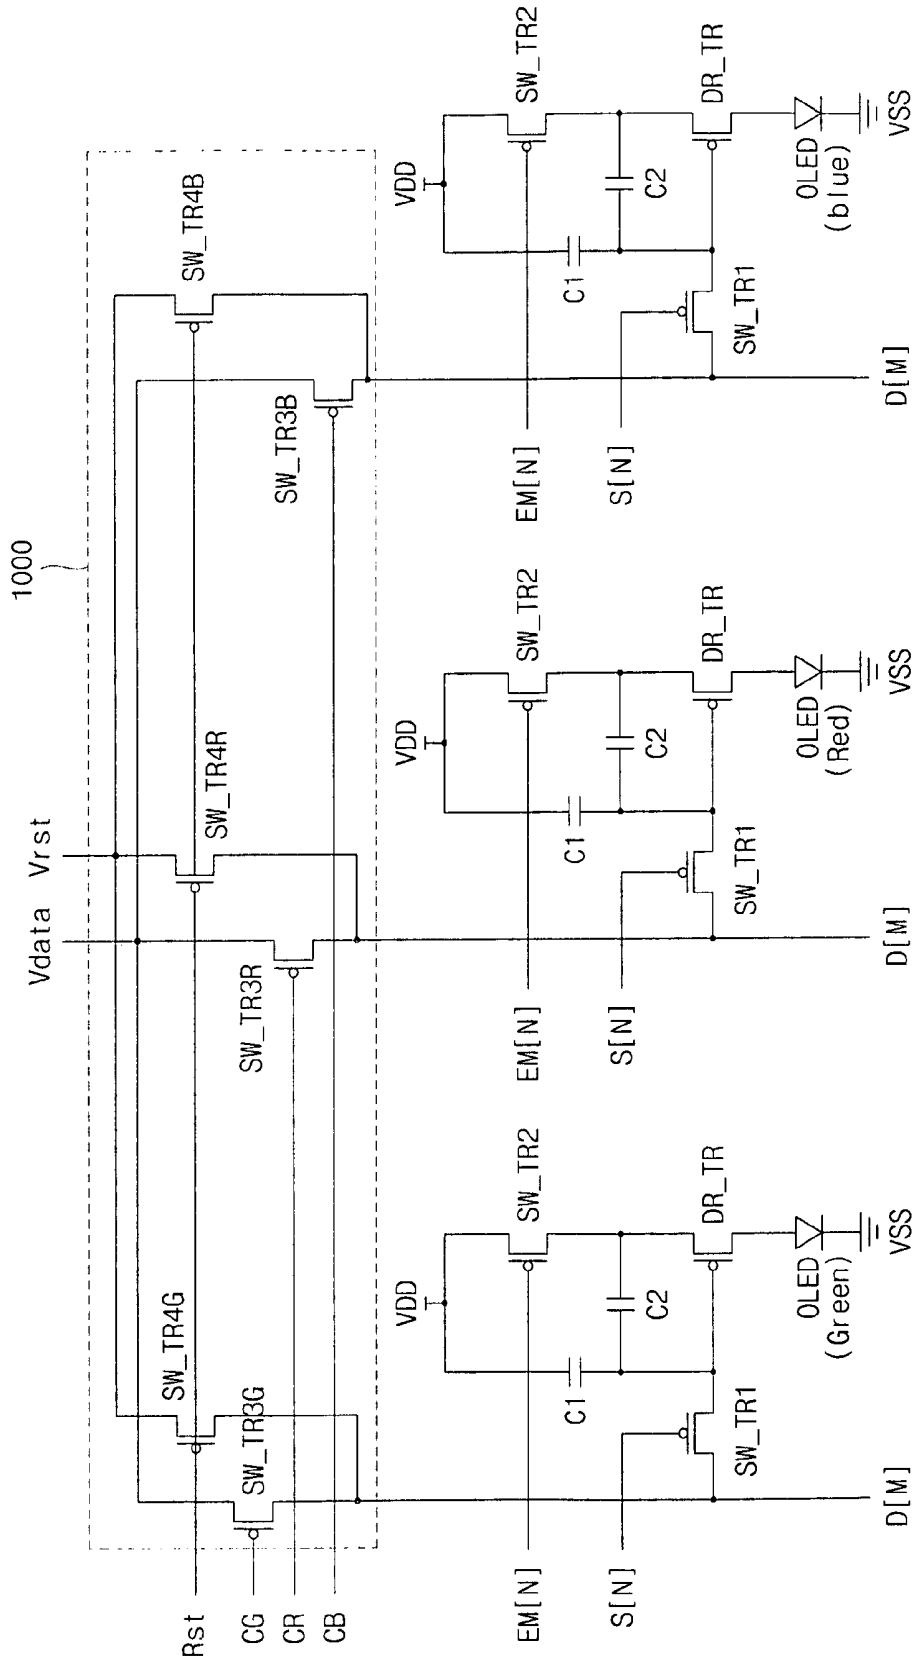 1000
Vdata
Vrst
SW_TR4G
SW_TR4R
SW_TR4B
Rst
SW_TR3G
SW_TR3R
SW_TR3B
CG
CR
CB
VDD
VDD
VDD
EM[N]
SW_TR2
EM[N]
SW_TR2
EM[N]
SW_TR2
C1
C1
C1
S[N]
C2
S[N]
C2
S[N]
C2
SW_TR1
DR_TR
SW_TR1
DR_TR
SW_TR1
DR_TR
OLED
(Green)
OLED
(Red)
OLED
(blue)
D[M]
VSS
D[M]
VSS
D[M]
VSS